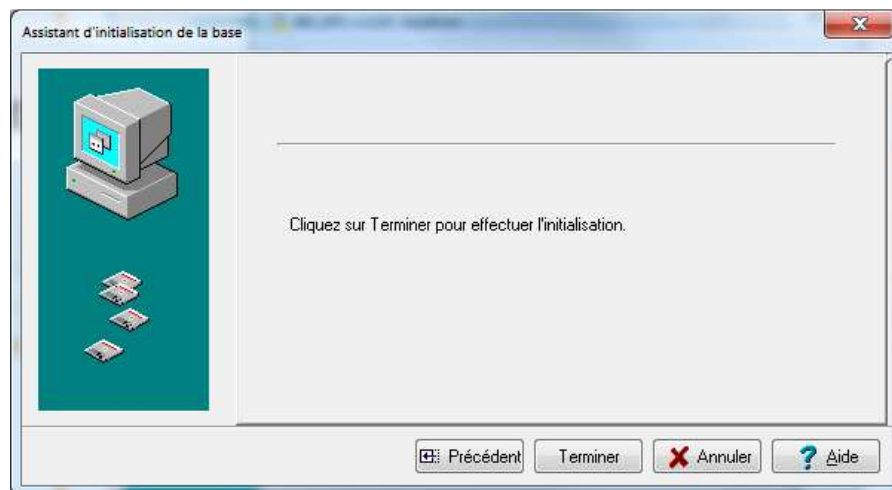 Assistant d'initialisation de la base
Cliquez sur Terminer pour effectuer l'initialisation.
Précédent
Terminer
Annuler
Aide